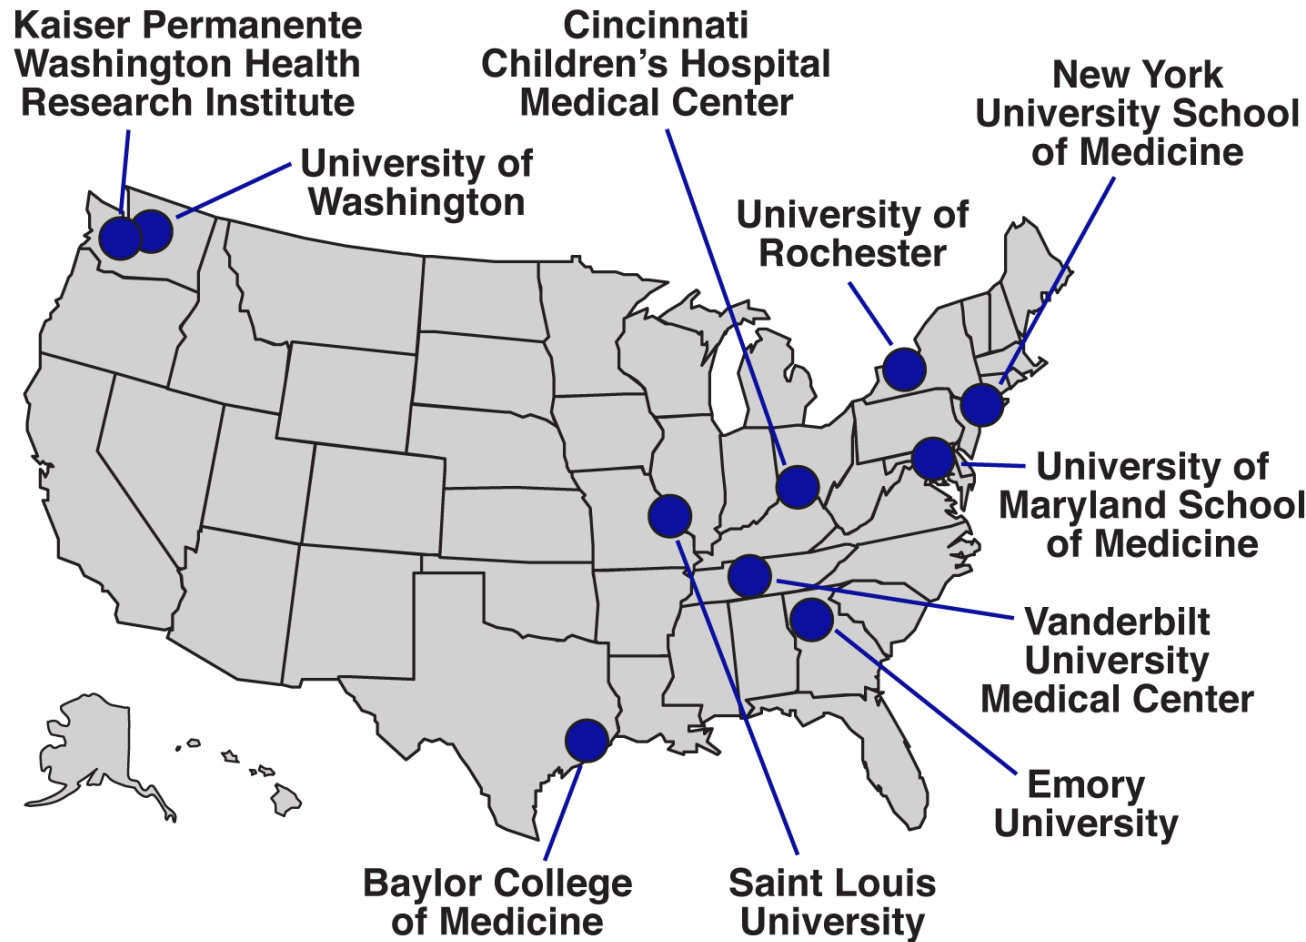 Kaiser Permanente
Washington Health
Research Institute
Cincinnati
Children’s Hospital
Medical Center
New York
University School
of Medicine
University of
Washington
University of
Rochester
University of
Maryland School
of Medicine
Vanderbilt
University
Medical Center
Emory
University
Baylor College
of Medicine
Saint Louis
University